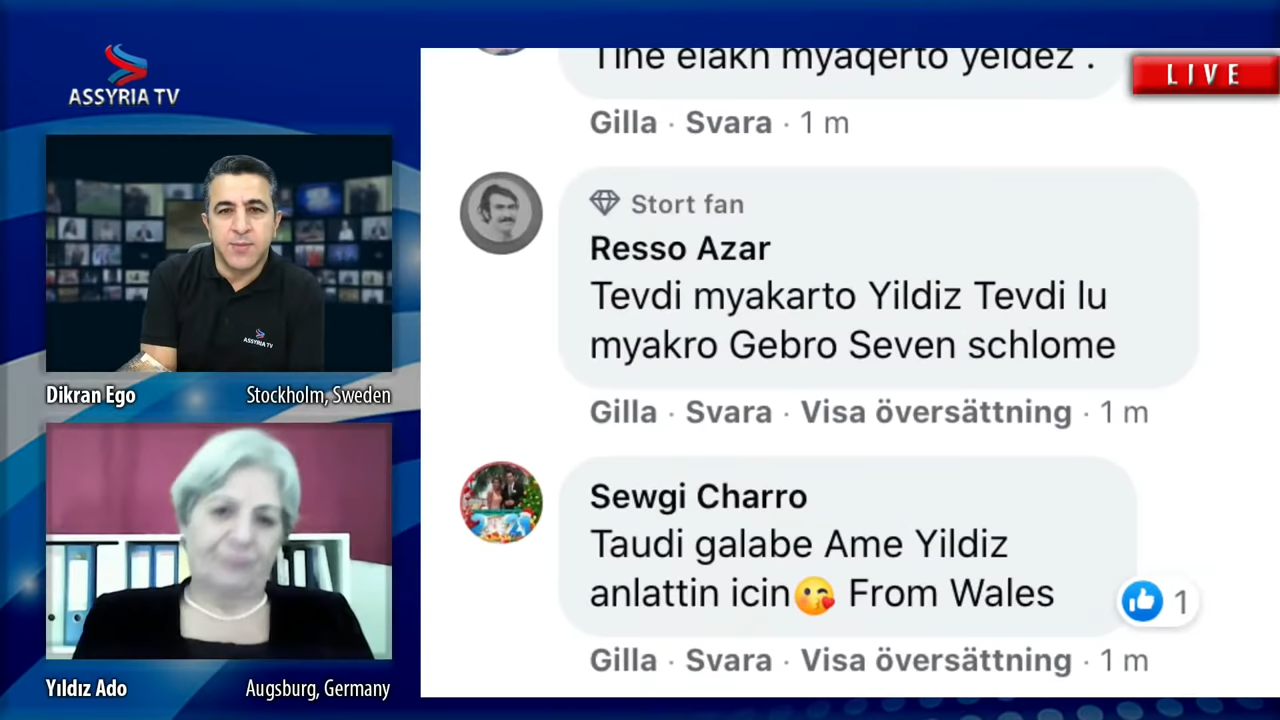 ASSYRIA TV
LIVE
Tine elakh myaqerto yeldez .
Gilla · Svara · 1 m
Stort fan
Resso Azar
Tevdi myakarto Yildiz Tevdi lu
myakro Gebro Seven schlome
Gilla · Svara · Visa översättning · 1 m
Sewgi Charro
Taudi galabe Ame Yildiz
anlattin icin😘 From Wales
1
Gilla · Svara · Visa översättning · 1 m
ASSYRIA TV
Dikran Ego Stockholm, Sweden
Yıldız Ado Augsburg, Germany